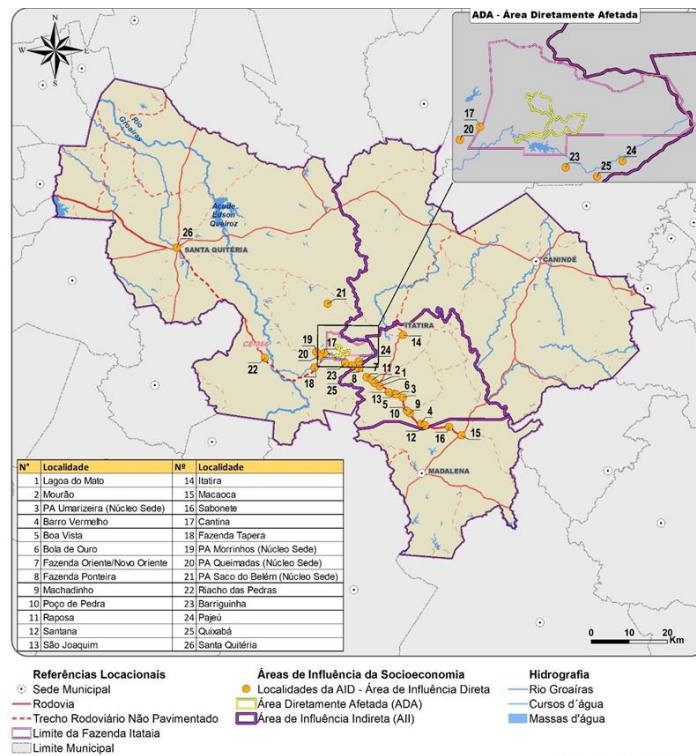 ADA - Área Diretamente Afetada
N
W E
S
17
20
24
23
25
Rio
Groaíras
Açude
Edson
Queiroz
26
SANTA QUITÉRIA
CANINDÉ
21
ITATIRA
14
19
17
20
24
22
18
23
25
7
8
11
2
1
13
6
3
5
9
10
4
12
16
15
MADALENA
N° Localidade Nº Localidade
1 Lagoa do Mato 14 Itatira
2 Mourão 15 Macaoca
3 PA Umarizeira (Núcleo Sede) 16 Sabonete
4 Barro Vermelho 17 Cantina
5 Boa Vista 18 Fazenda Tapera
6 Bola de Ouro 19 PA Morrinhos (Núcleo Sede)
7 Fazenda Oriente/Novo Oriente 20 PA Queimadas (Núcleo Sede)
8 Fazenda Ponteira 21 PA Saco do Belém (Núcleo Sede)
9 Machadinho 22 Riacho das Pedras
10 Poço de Pedra 23 Barriguinha
11 Raposa 24 Pajeú
12 Santana 25 Quixabá
13 São Joaquim 26 Santa Quitéria
0 10 20
Km
Referências Locacionais
Sede Municipal
Rodovia
Trecho Rodoviário Não Pavimentado
Limite da Fazenda Itataia
Limite Municipal
Áreas de Influência da Socioeconomia
Localidades da AID - Área de Influência Direta
Área Diretamente Afetada (ADA)
Área de Influência Indireta (AII)
Hidrografia
Rio Groaíras
Cursos d´água
Massas d'água